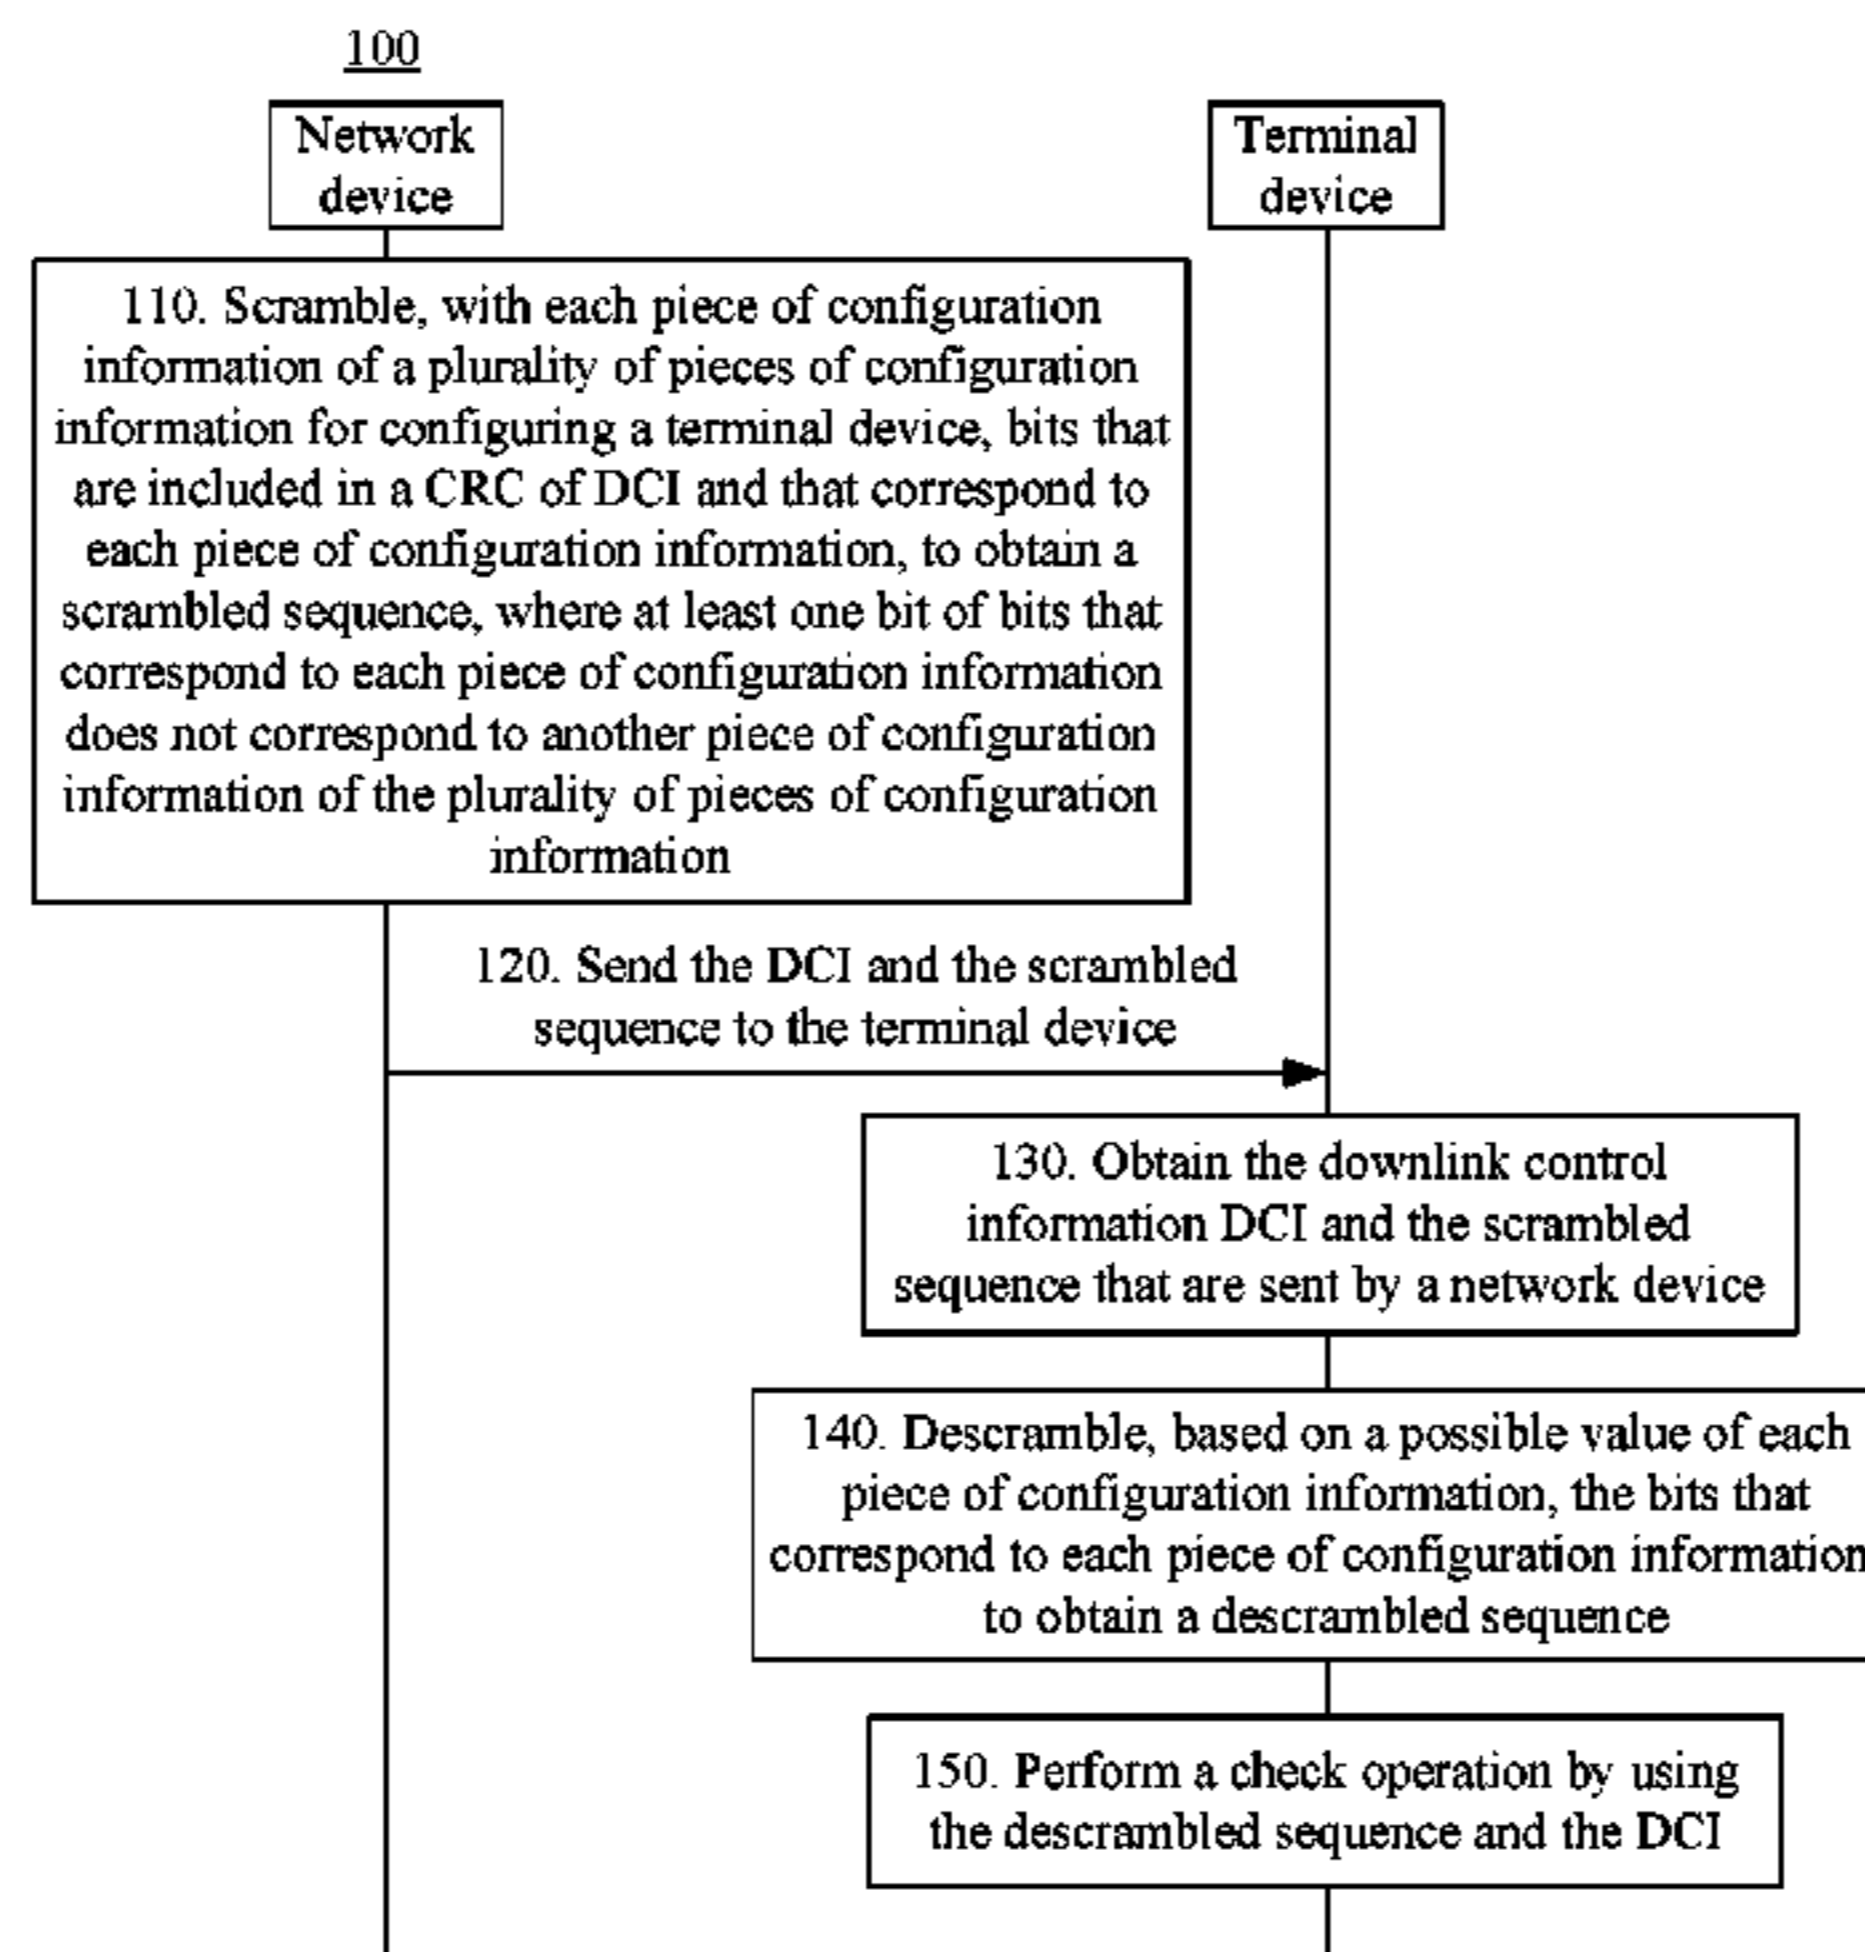 100
Network
device
Terminal
device
110. Scramble, with each piece of configuration
information of a plurality of pieces of configuration
information for configuring a terminal device, bits that
are included in a CRC of DCI and that correspond to
each piece of configuration information, to obtain a
scrambled sequence, where at least one bit of bits that
correspond to each piece of configuration information
does not correspond to another piece of configuration
information of the plurality of pieces of configuration
information
120. Send the DCI and the scrambled
sequence to the terminal device
130. Obtain the downlink control
information DCI and the scrambled
sequence that are sent by a network device
140. Descramble, based on a possible value of each
piece of configuration information, the bits that
correspond to each piece of configuration information
to obtain a descrambled sequence
150. Perform a check operation by using
the descrambled sequence and the DCI